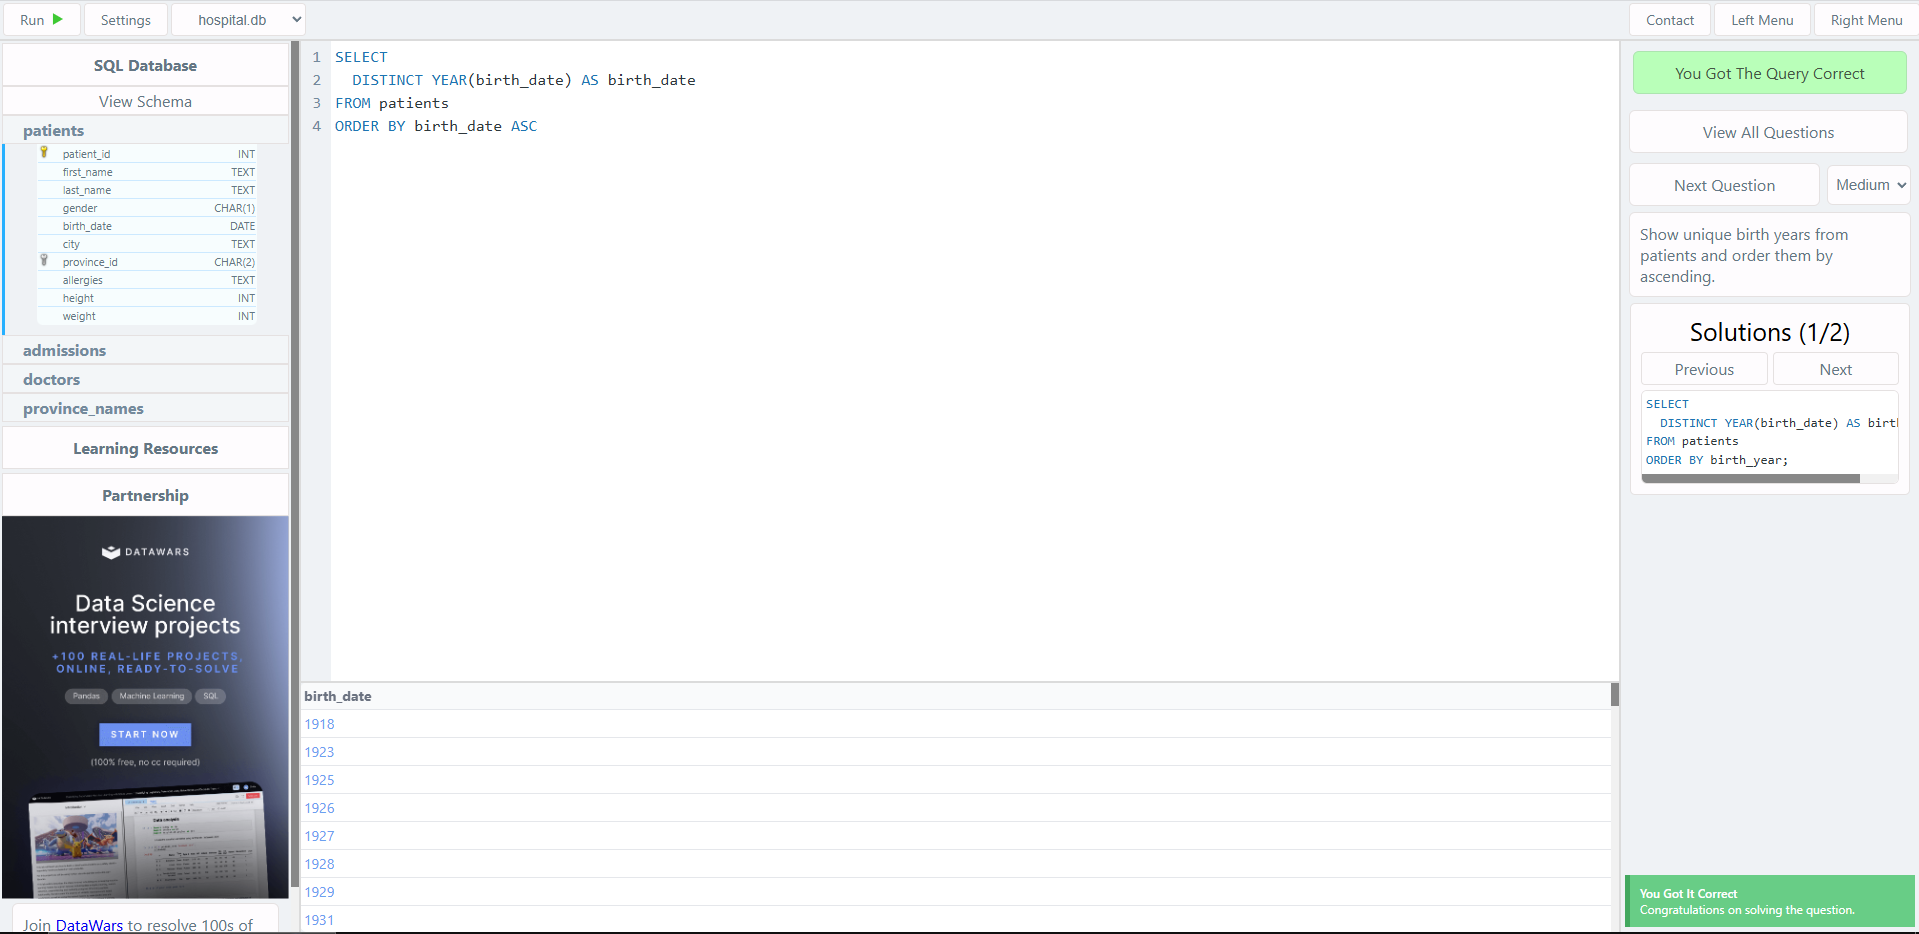 Run
Settings
hospital.db
Contact
Left Menu
Right Menu
SQL Database
View Schema
patients
patient_id INT
first_name TEXT
last_name TEXT
gender CHAR(1)
birth_date DATE
city TEXT
province_id CHAR(2)
allergies TEXT
height INT
weight INT
admissions
doctors
province_names
Learning Resources
Partnership
DATAWARS
Data Science
interview projects
+100 REAL-LIFE PROJECTS,
ONLINE, READY-TO-SOLVE
Pandas Machine Learning SQL
START NOW
(100% free, no cc required)
Join DataWars to resolve 100s of
1 SELECT
2 DISTINCT YEAR(birth_date) AS birth_date
3 FROM patients
4 ORDER BY birth_date ASC
birth_date
1918
1923
1925
1926
1927
1928
1929
1931
You Got The Query Correct
View All Questions
Next Question
Medium
Show unique birth years from
patients and order them by
ascending.
Solutions (1/2)
Previous
Next
SELECT
DISTINCT YEAR(birth_date) AS birt
FROM patients
ORDER BY birth_year;
You Got It Correct
Congratulations on solving the question.